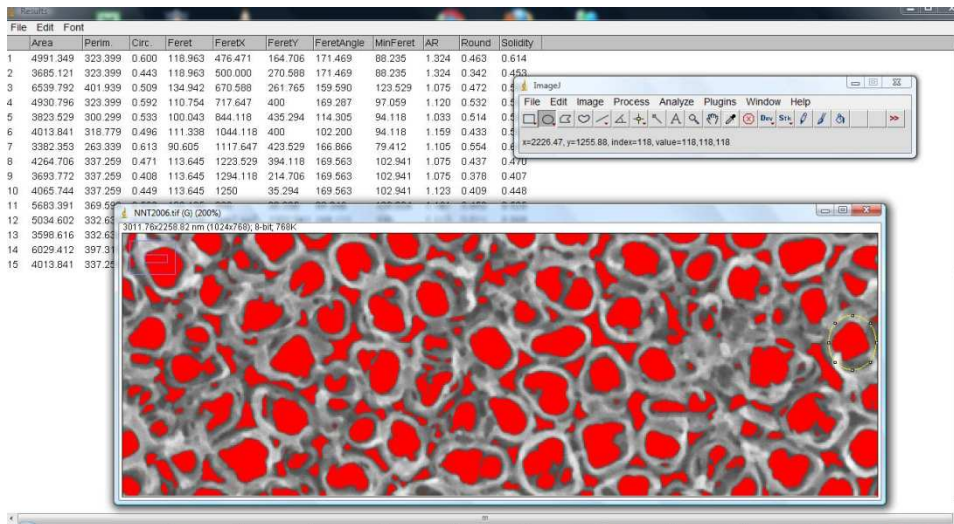 Results
File Edit Font
Area Perim. Circ. Feret FeretX FeretY FeretAngle MinFeret AR Round Solidity
1 4991.349 323.399 0.600 118.963 476.471 164.706 171.469 88.235 1.324 0.463 0.614
2 3685.121 323.399 0.443 118.963 500.000 270.588 171.469 88.235 1.324 0.342 0.453
3 6539.792 401.939 0.509 134.942 670.588 261.765 159.590 123.529 1.075 0.472
4 4930.796 323.399 0.592 110.754 717.647 400 169.287 97.059 1.120 0.532
5 3823.529 300.299 0.533 100.043 844.118 435.294 114.305 94.118 1.033 0.514
6 4013.841 318.779 0.496 111.338 1044.118 400 102.200 94.118 1.159 0.433
7 3382.353 263.339 0.613 90.605 1117.647 423.529 166.866 79.412 1.105 0.554
8 4264.706 337.259 0.471 113.645 1223.529 394.118 169.563 102.941 1.075 0.437 0.470
9 3693.772 337.259 0.408 113.645 1294.118 214.706 169.563 102.941 1.075 0.378 0.407
10 4065.744 337.259 0.449 113.645 1250 35.294 169.563 102.941 1.123 0.409 0.448
11 5683.391
12 5034.602
13 3598.616
14 6029.412
15 4013.841
ImageJ
File Edit Image Process Analyze Plugins Window Help
A Dev Stk >>
x=2226.47, y=1255.88, index=118, value=118,118,118
NNT2006.tif (G) (200%)
3011.76x2258.82 nm (1024x768); 8-bit; 768K